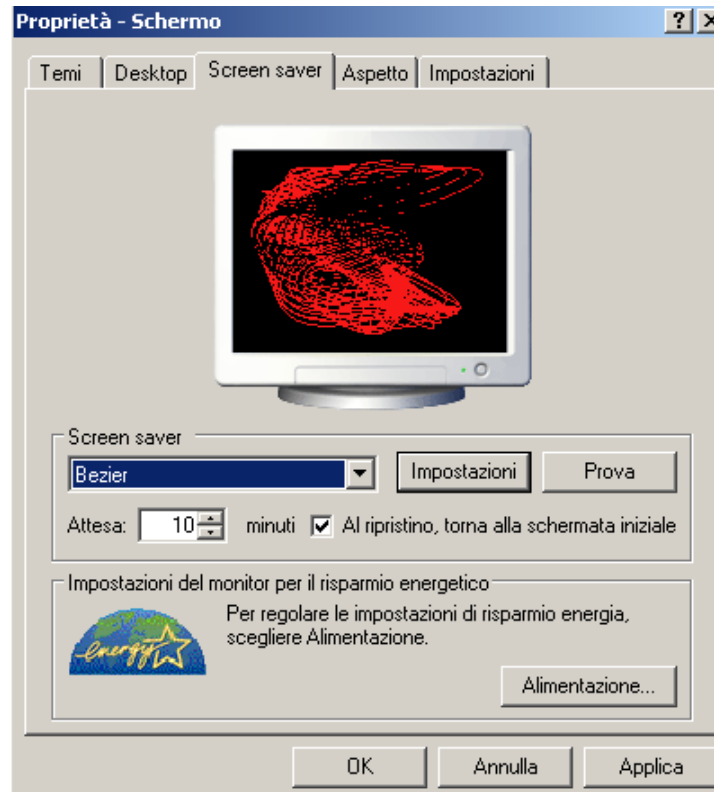 Proprietà - Schermo
Temi Desktop Screen saver Aspetto Impostazioni
Screen saver
Bezier Impostazioni Prova
Attesa: 10 minuti Al ripristino, torna alla schermata iniziale
Impostazioni del monitor per il risparmio energetico
Per regolare le impostazioni di risparmio energia,
scegliere Alimentazione.
energy
Alimentazione...
OK Annulla Applica